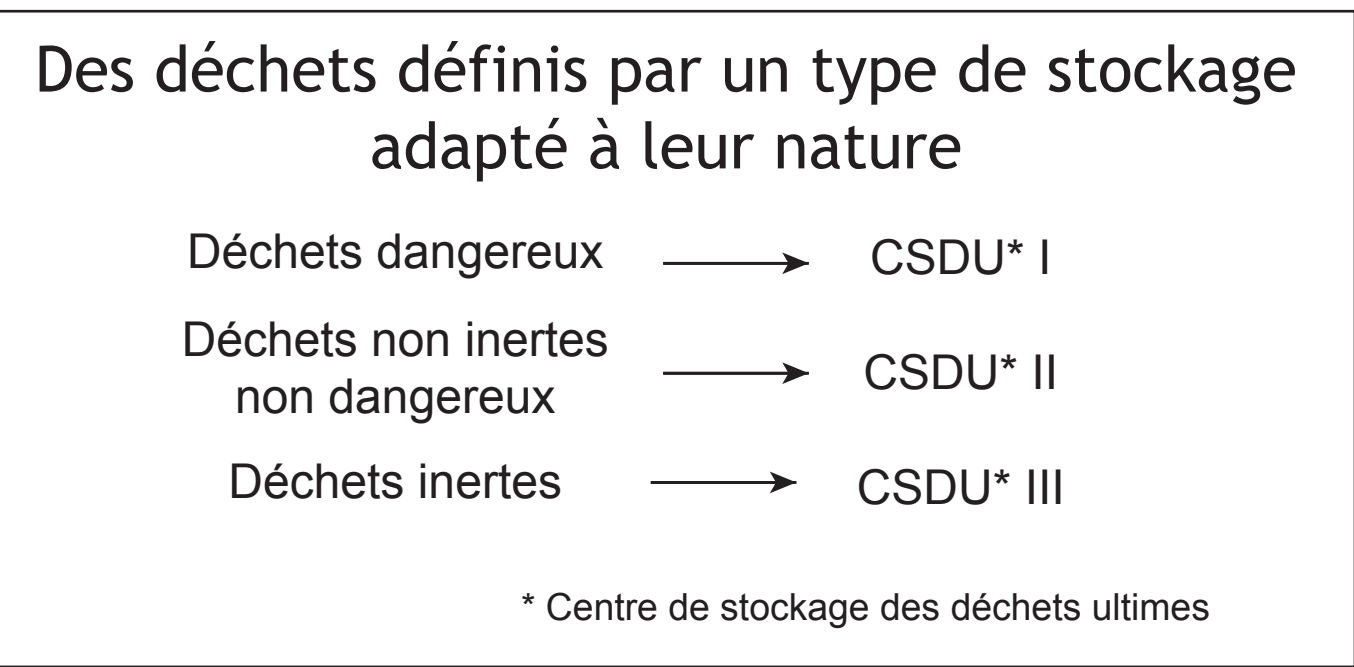 Des déchets définis par un type de stockage
adapté à leur nature
Déchets dangereux CSDU* I
Déchets non inertes
non dangereux CSDU* II
Déchets inertes CSDU* III
* Centre de stockage des déchets ultimes